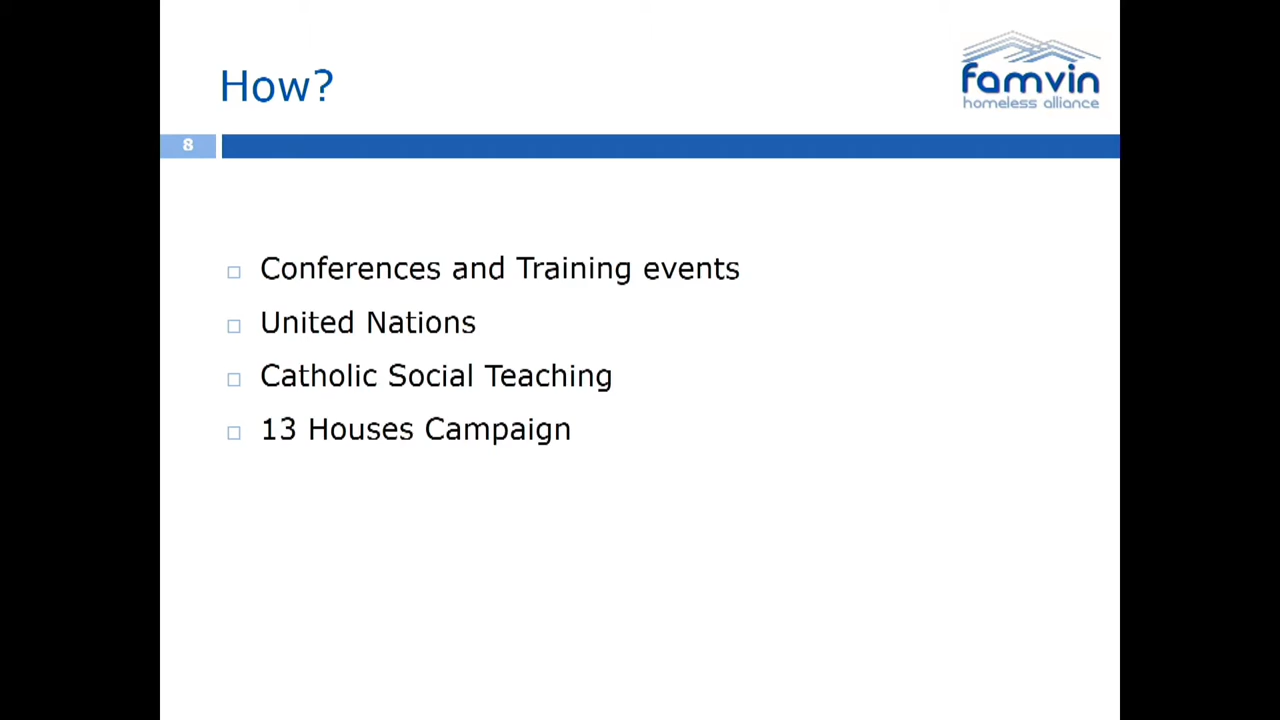 How?
famvin
homeless alliance
8
Conferences and Training events
United Nations
Catholic Social Teaching
13 Houses Campaign